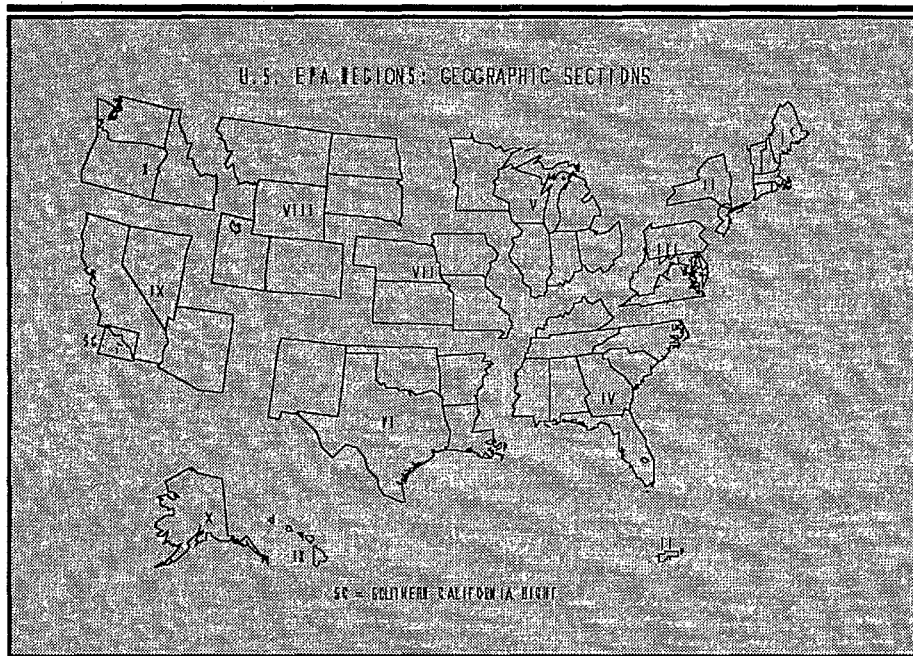 U.S. EPA REGIONS: GEOGRAPHIC SECTIONS
X
II
I
VIII
V
III
VII
IX
SC
IV
VI
X
IX
II
SC = SOUTHERN CALIFORNIA BIGHT